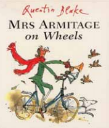 Quentin Blake
MRS ARMITAGE
on WHEELS